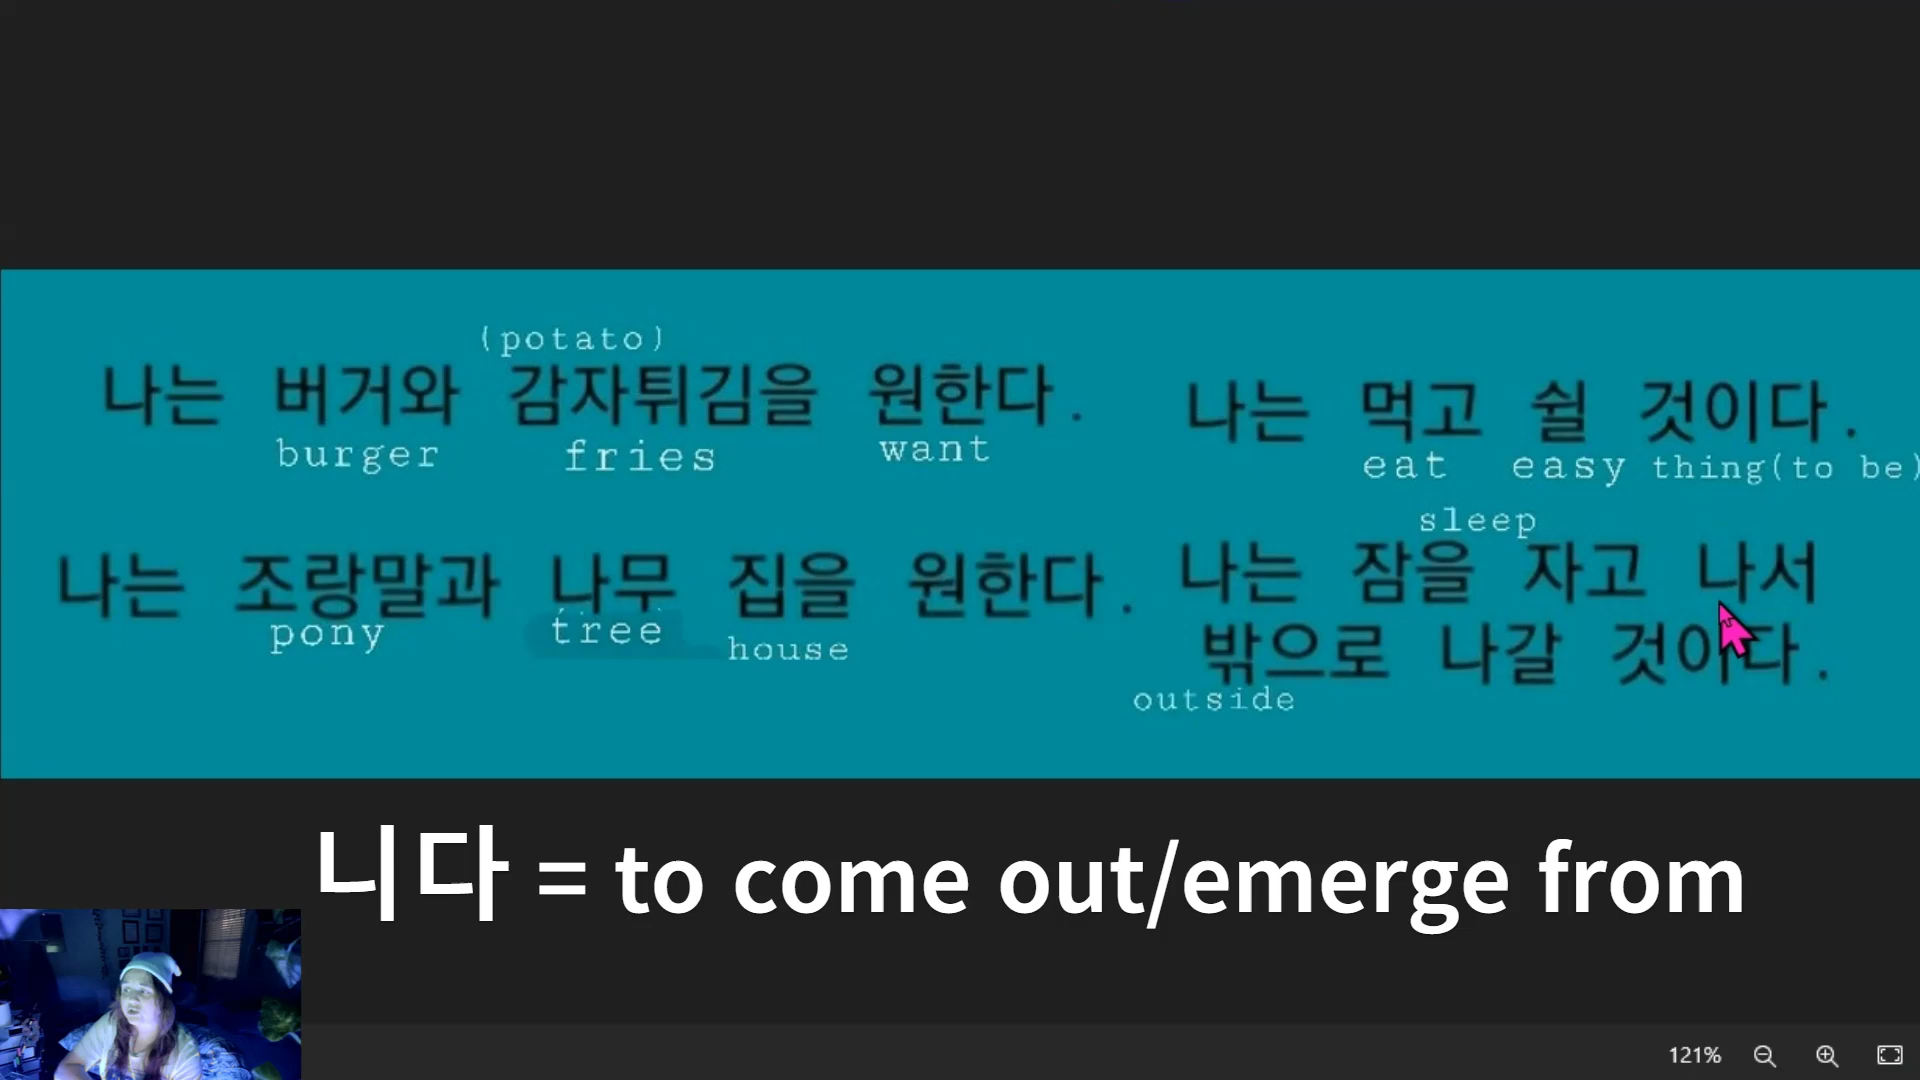 (potato)
나는 버거와 감자튀김을 원한다.
burger fries want
나는 조랑말과 나무 집을 원한다.
pony tree house
나는 먹고 쉴 것이다.
eat easy thing(to be)
sleep
나는 잠을 자고 나서
밖으로 나갈 것이다.
outside
니다 = to come out/emerge from
121%